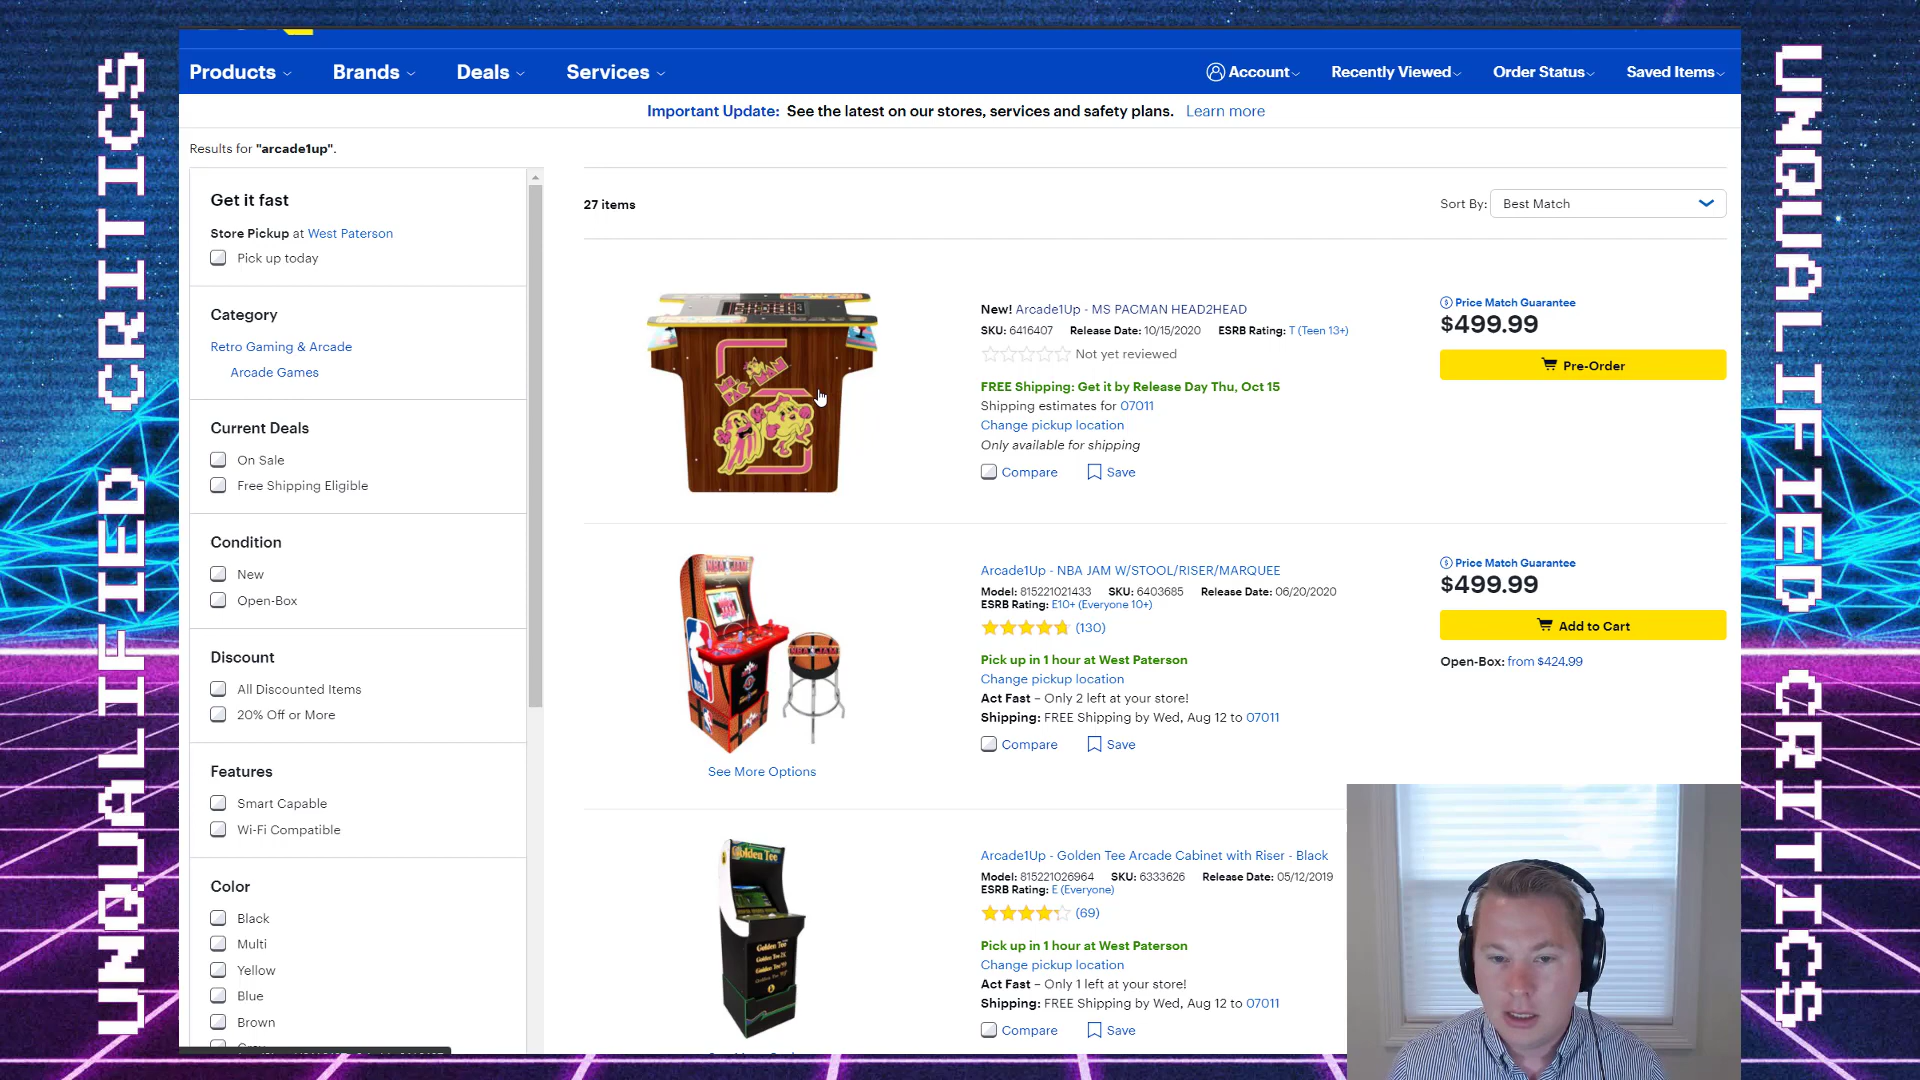 UNQUALIFIED CRITICS
Products
Brands
Deals
Services
Account
Recently Viewed
Order Status
Saved Items
Important Update: See the latest on our stores, services and safety plans. Learn more
Results for "arcade1up".
Get it fast
Store Pickup at West Paterson
Pick up today
Category
Retro Gaming & Arcade
Arcade Games
Current Deals
On Sale
Free Shipping Eligible
Condition
New
Open-Box
Discount
All Discounted Items
20% Off or More
Features
Smart Capable
Wi-Fi Compatible
Color
Black
Multi
Yellow
Blue
Brown
27 items
Sort By: Best Match
New! Arcade1Up - MS PACMAN HEAD2HEAD
SKU: 6416407 Release Date: 10/15/2020 ESRB Rating: T (Teen 13+)
Not yet reviewed
FREE Shipping: Get it by Release Day Thu, Oct 15
Shipping estimates for 07011
Change pickup location
Only available for shipping
Compare
Save
Price Match Guarantee
$499.99
Pre-Order
NBA JAM
NBA
NBA JAM
See More Options
Arcade1Up - NBA JAM W/STOOL/RISER/MARQUEE
Model: 815221021433 SKU: 6403685 Release Date: 06/20/2020
ESRB Rating: E10+ (Everyone 10+)
(130)
Pick up in 1 hour at West Paterson
Change pickup location
Act Fast – Only 2 left at your store!
Shipping: FREE Shipping by Wed, Aug 12 to 07011
Compare
Save
Price Match Guarantee
$499.99
Add to Cart
Open-Box: from $424.99
Golden Tee
Golden Tee
Arcade1Up - Golden Tee Arcade Cabinet with Riser - Black
Model: 815221026964 SKU: 6333626 Release Date: 05/12/2019
ESRB Rating: E (Everyone)
(69)
Pick up in 1 hour at West Paterson
Change pickup location
Act Fast – Only 1 left at your store!
Shipping: FREE Shipping by Wed, Aug 12 to 07011
Compare
Save
UNQUALIFIED CRITICS